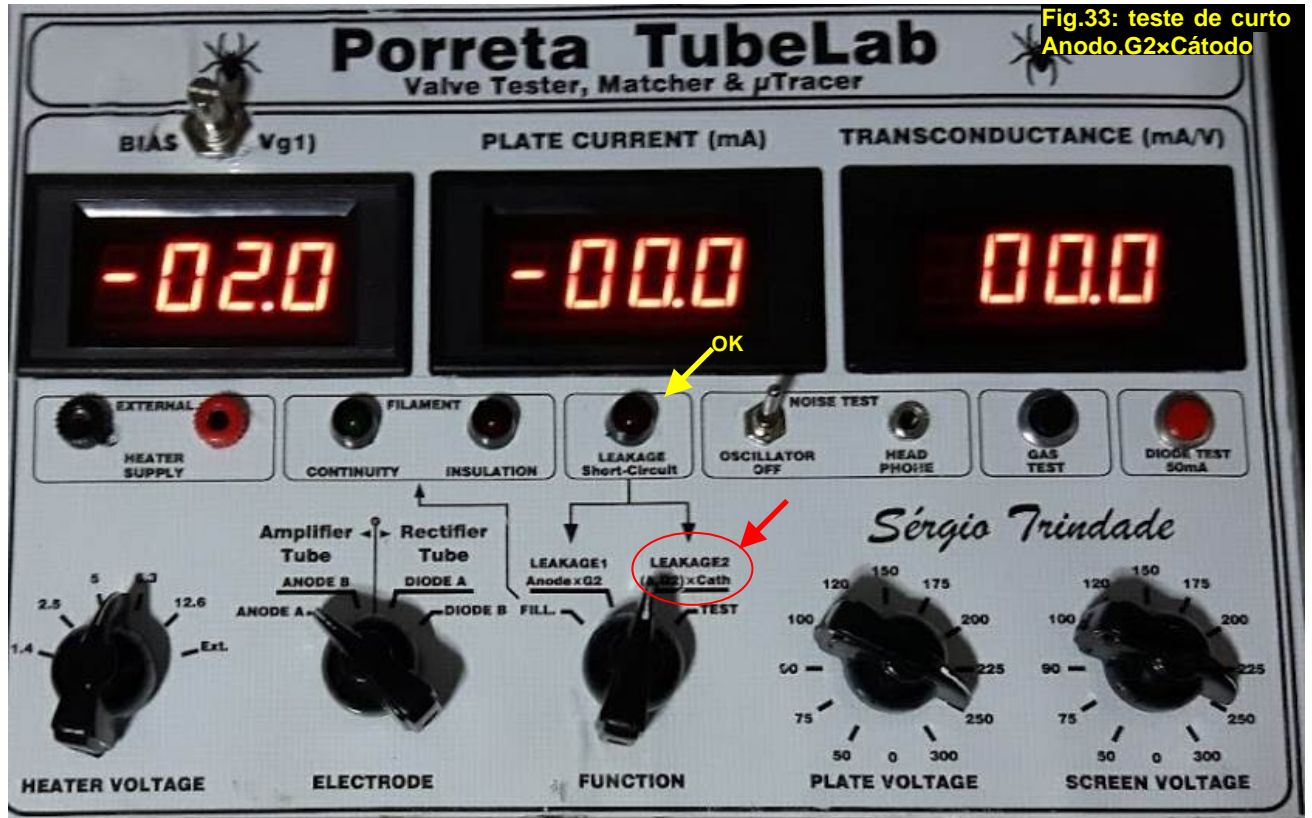 Fig.33: teste de curto
Anodo,G2×Cátodo
Porreta TubeLab
Valve Tester, Matcher & µTracer
BIAS Vg1)
PLATE CURRENT (mA)
TRANSCONDUCTANCE (mA/V)
-02.0
-00.0
00.0
OK
EXTERNAL
HEATER
SUPPLY
FILAMENT
CONTINUITY
INSULATION
LEAKAGE
Short-Circuit
NOISE TEST
OSCILLATOR
OFF
HEAD
PHONE
GAS
TEST
DIODE TEST
50mA
Amplifier
Tube
Rectifier
Tube
ANODE B
DIODE A
ANODE A
DIODE B
LEAKAGE1
Anode×G2
LEAKAGE2
(A,G2)×Cath
FILL.
TEST
Sérgio Trindade
1.4
2.5
5
6.3
12.6
Ext.
50
75
90
100
120
150
175
200
225
250
300
0
50
75
90
100
120
150
175
200
225
250
300
0
HEATER VOLTAGE
ELECTRODE
FUNCTION
PLATE VOLTAGE
SCREEN VOLTAGE